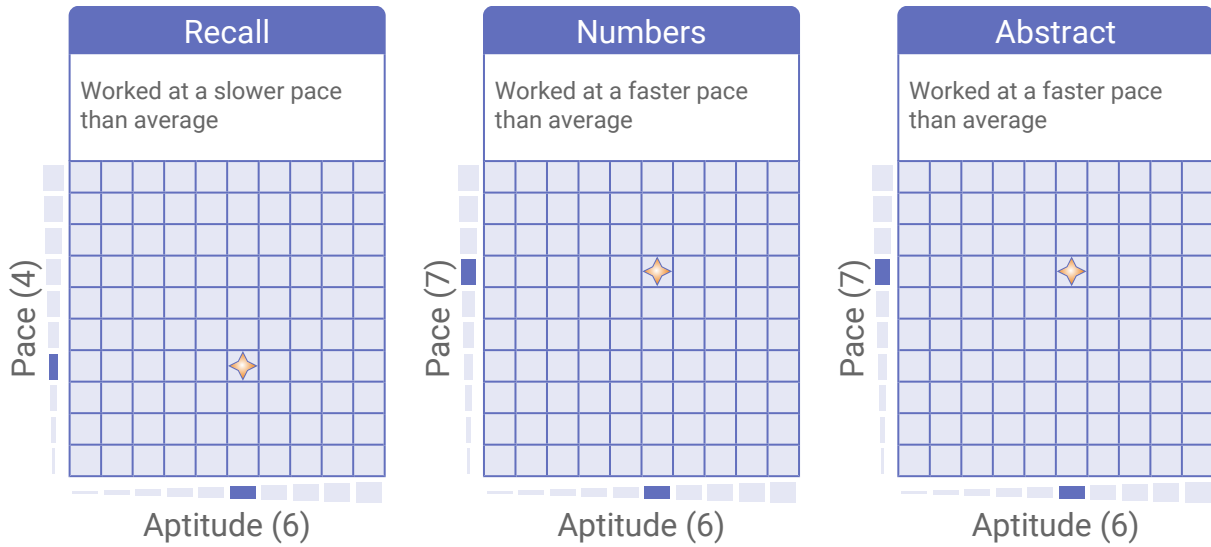 Recall
Worked at a slower pace
than average
Pace (4)
Aptitude (6)
Numbers
Worked at a faster pace
than average
Pace (7)
Aptitude (6)
Abstract
Worked at a faster pace
than average
Pace (7)
Aptitude (6)